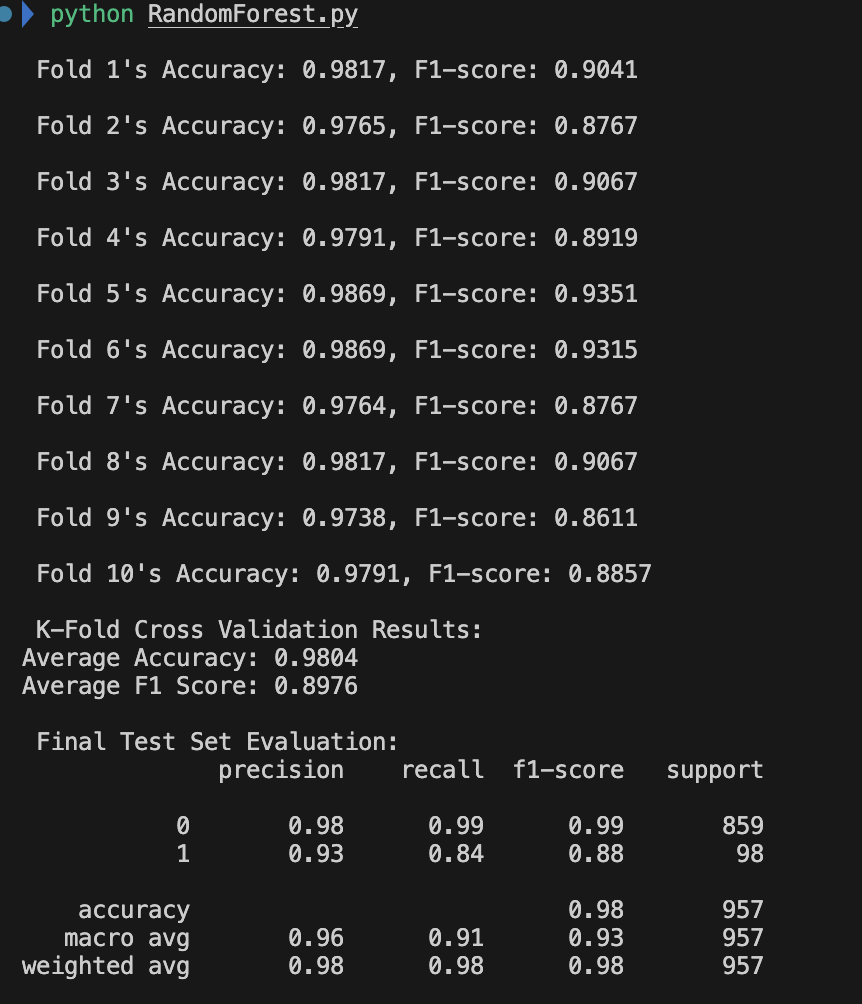 python RandomForest.py
Fold 1's Accuracy: 0.9817, F1-score: 0.9041
Fold 2's Accuracy: 0.9765, F1-score: 0.8767
Fold 3's Accuracy: 0.9817, F1-score: 0.9067
Fold 4's Accuracy: 0.9791, F1-score: 0.8919
Fold 5's Accuracy: 0.9869, F1-score: 0.9351
Fold 6's Accuracy: 0.9869, F1-score: 0.9315
Fold 7's Accuracy: 0.9764, F1-score: 0.8767
Fold 8's Accuracy: 0.9817, F1-score: 0.9067
Fold 9's Accuracy: 0.9738, F1-score: 0.8611
Fold 10's Accuracy: 0.9791, F1-score: 0.8857
K-Fold Cross Validation Results:
Average Accuracy: 0.9804
Average F1 Score: 0.8976
Final Test Set Evaluation:
precision recall f1-score support
0 0.98 0.99 0.99 859
1 0.93 0.84 0.88 98
accuracy 0.98 957
macro avg 0.96 0.91 0.93 957
weighted avg 0.98 0.98 0.98 957